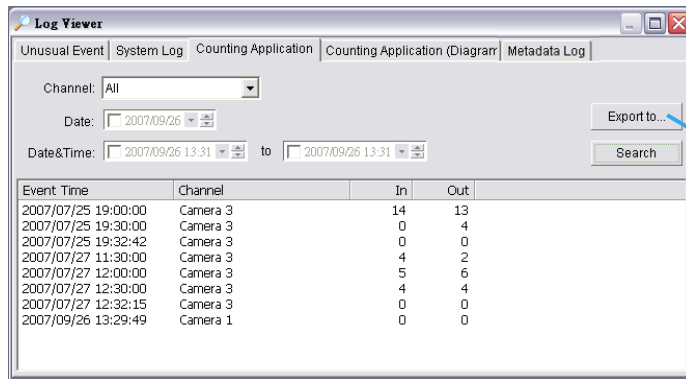 Log Viewer
Unusual Event System Log Counting Application Counting Application (Diagram Metadata Log
Channel: All
Date: 2007/09/26
Export to...
Date&Time: 2007/09/26 13:31 to 2007/09/26 13:31
Search
Event Time Channel In Out
2007/07/25 19:00:00 Camera 3 14 13
2007/07/25 19:30:00 Camera 3 0 4
2007/07/25 19:32:42 Camera 3 0 0
2007/07/27 11:30:00 Camera 3 4 2
2007/07/27 12:00:00 Camera 3 5 6
2007/07/27 12:30:00 Camera 3 4 4
2007/07/27 12:32:15 Camera 3 0 0
2007/09/26 13:29:49 Camera 1 0 0